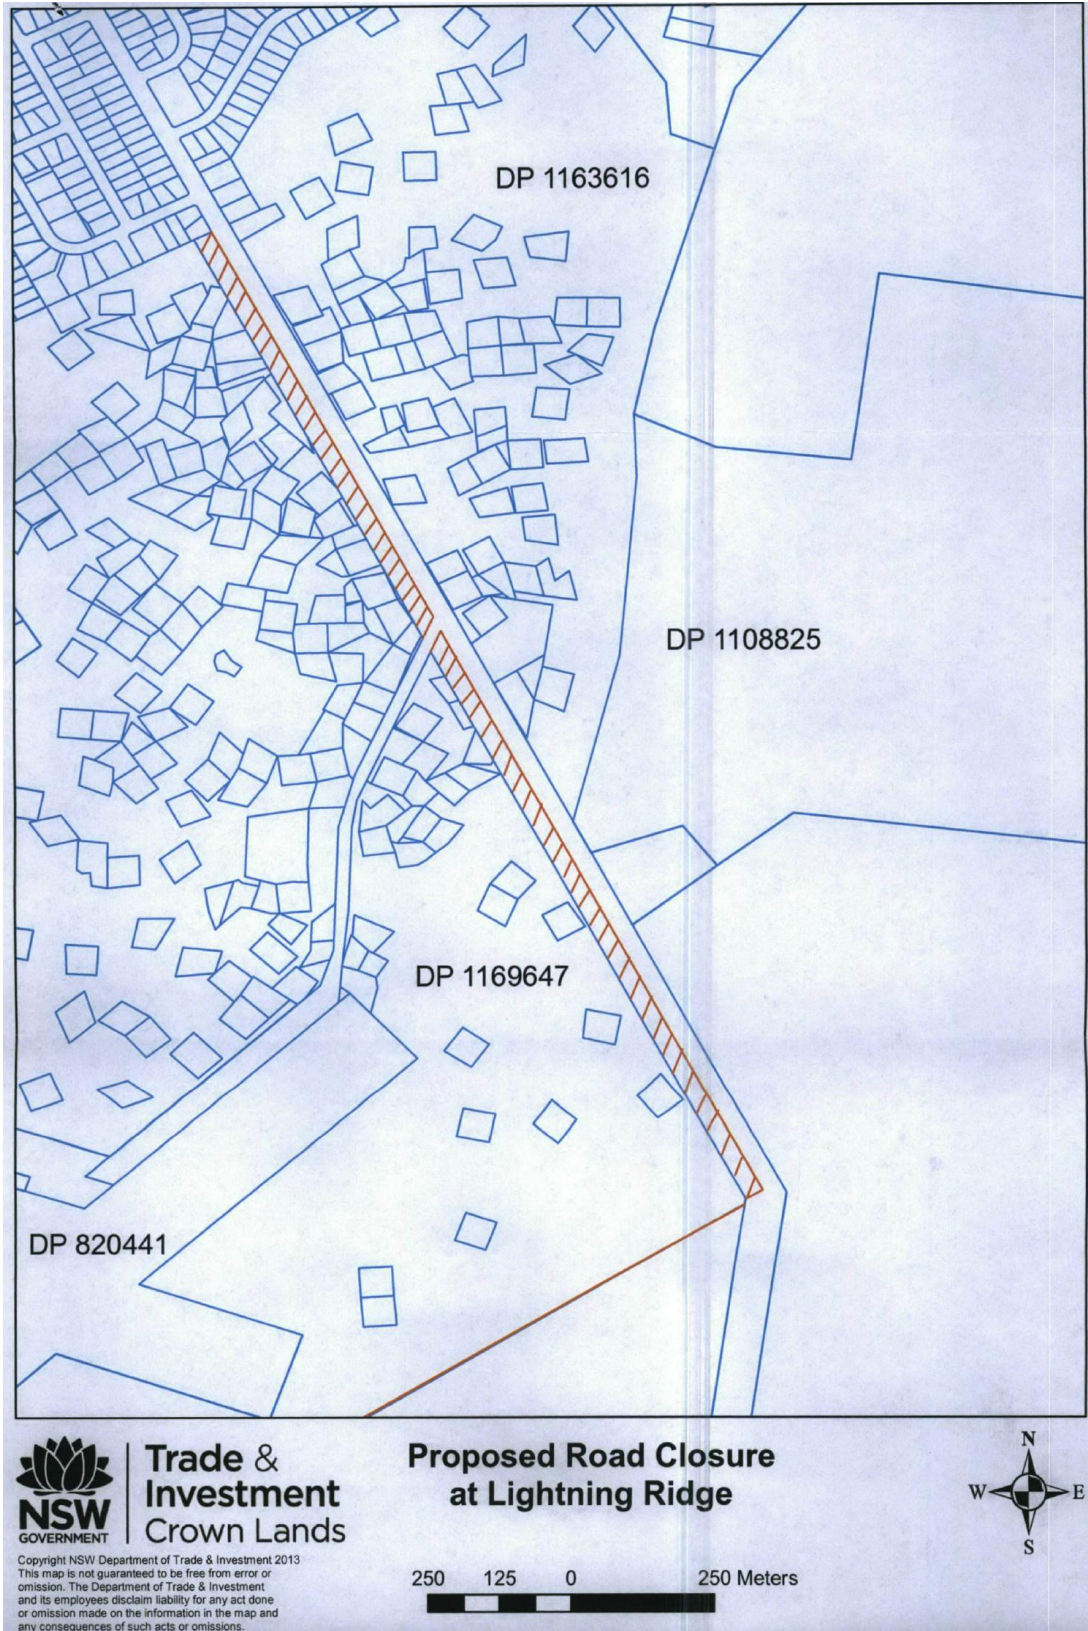 DP 1163616
DP 1108825
DP 1169647
DP 820441
NSW
GOVERNMENT
Trade &
Investment
Crown Lands
Copyright NSW Department of Trade & Investment 2013
This map is not guaranteed to be free from error or
omission. The Department of Trade & Investment
and its employees disclaim liability for any act done
or omission made on the information in the map and
any consequences of such acts or omissions.
Proposed Road Closure
at Lightning Ridge
250 125 0 250 Meters
N
W E
S